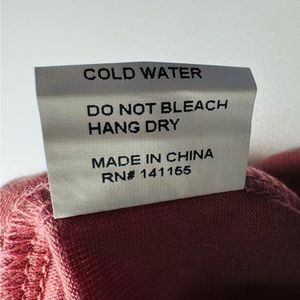 COLD WATER
DO NOT BLEACH
HANG DRY
MADE IN CHINA
RN# 141155